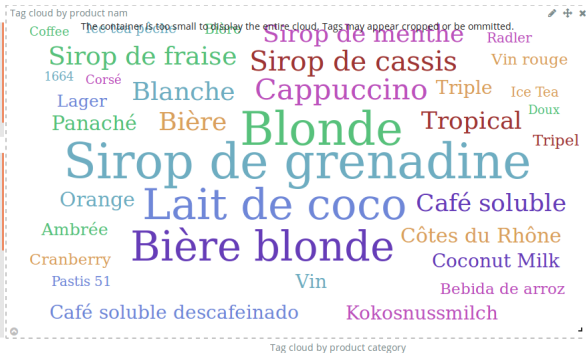 Tag cloud by product nam
The container is too small to display the entire cloud. Tags may appear cropped or be ommitted.
Coffee Ice tea pêche Bière Sirop de menthe Radler
Sirop de fraise Sirop de cassis Vin rouge
1664 Corsé Blanche Cappuccino Triple Ice Tea
Lager Doux
Panaché Bière Blonde Tropical
Tripel
Sirop de grenadine
Orange Lait de coco Café soluble
Ambrée Bière blonde Côtes du Rhône
Cranberry Coconut Milk
Pastis 51 Vin Bebida de arroz
Café soluble descafeinado Kokosnussmilch
Tag cloud by product category